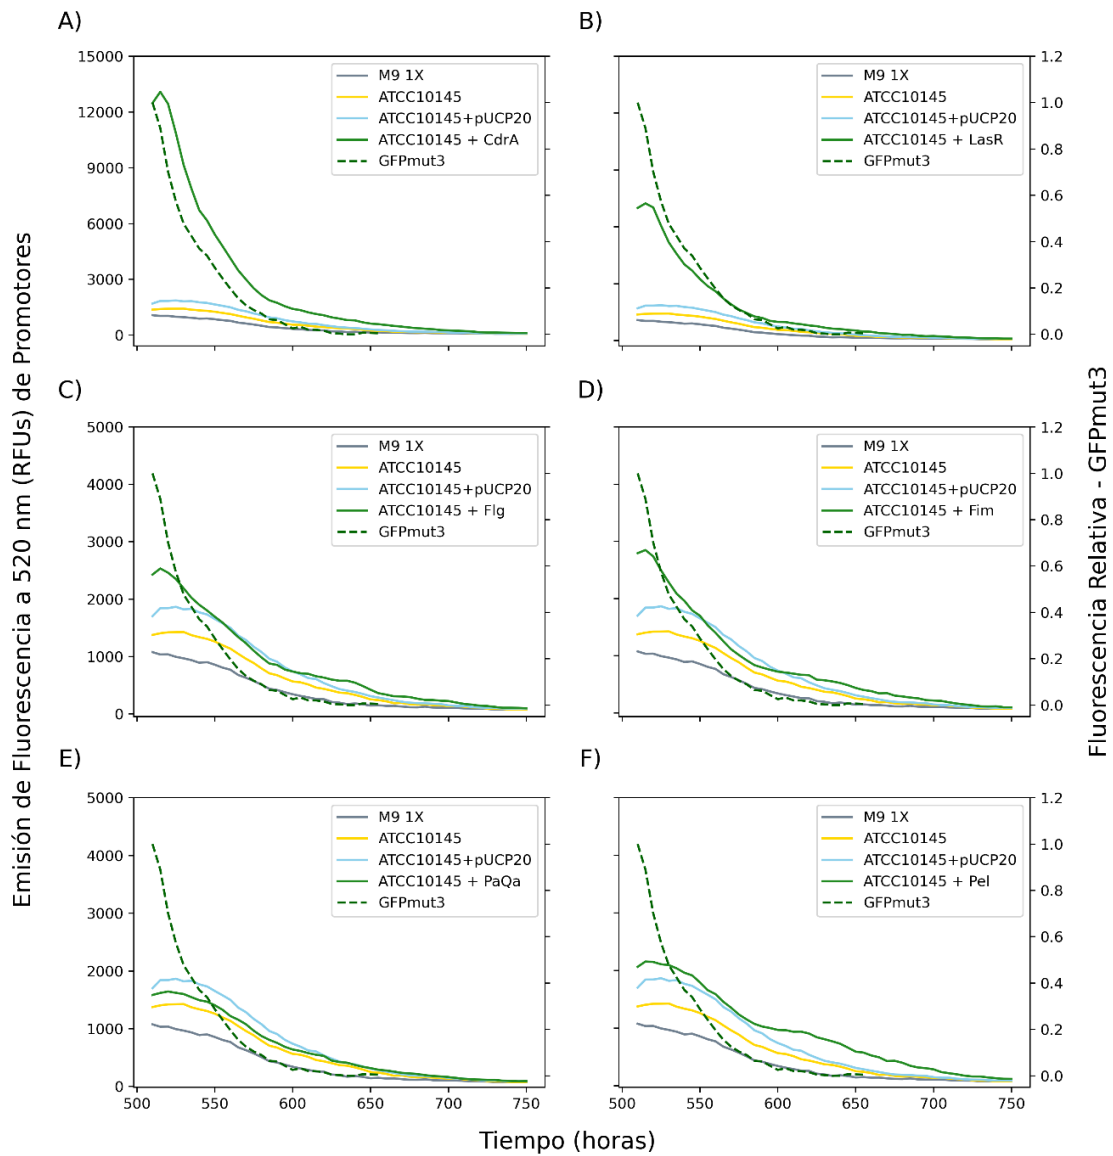 A)
B)
15000
12000
9000
6000
3000
0
M9 1X
ATCC10145
ATCC10145+pUCP20
ATCC10145 + CdrA
GFPmut3
M9 1X
ATCC10145
ATCC10145+pUCP20
ATCC10145 + LasR
GFPmut3
1.2
1.0
0.8
0.6
0.4
0.2
0.0
C)
D)
5000
4000
3000
2000
1000
0
M9 1X
ATCC10145
ATCC10145+pUCP20
ATCC10145 + Flg
GFPmut3
M9 1X
ATCC10145
ATCC10145+pUCP20
ATCC10145 + Fim
GFPmut3
1.2
1.0
0.8
0.6
0.4
0.2
0.0
E)
F)
5000
4000
3000
2000
1000
0
M9 1X
ATCC10145
ATCC10145+pUCP20
ATCC10145 + PaQa
GFPmut3
M9 1X
ATCC10145
ATCC10145+pUCP20
ATCC10145 + Pel
GFPmut3
1.2
1.0
0.8
0.6
0.4
0.2
0.0
500 550 600 650 700 750
500 550 600 650 700 750
Tiempo (horas)
Emisión de Fluorescencia a 520 nm (RFUs) de Promotores
Fluorescencia Relativa - GFPmut3